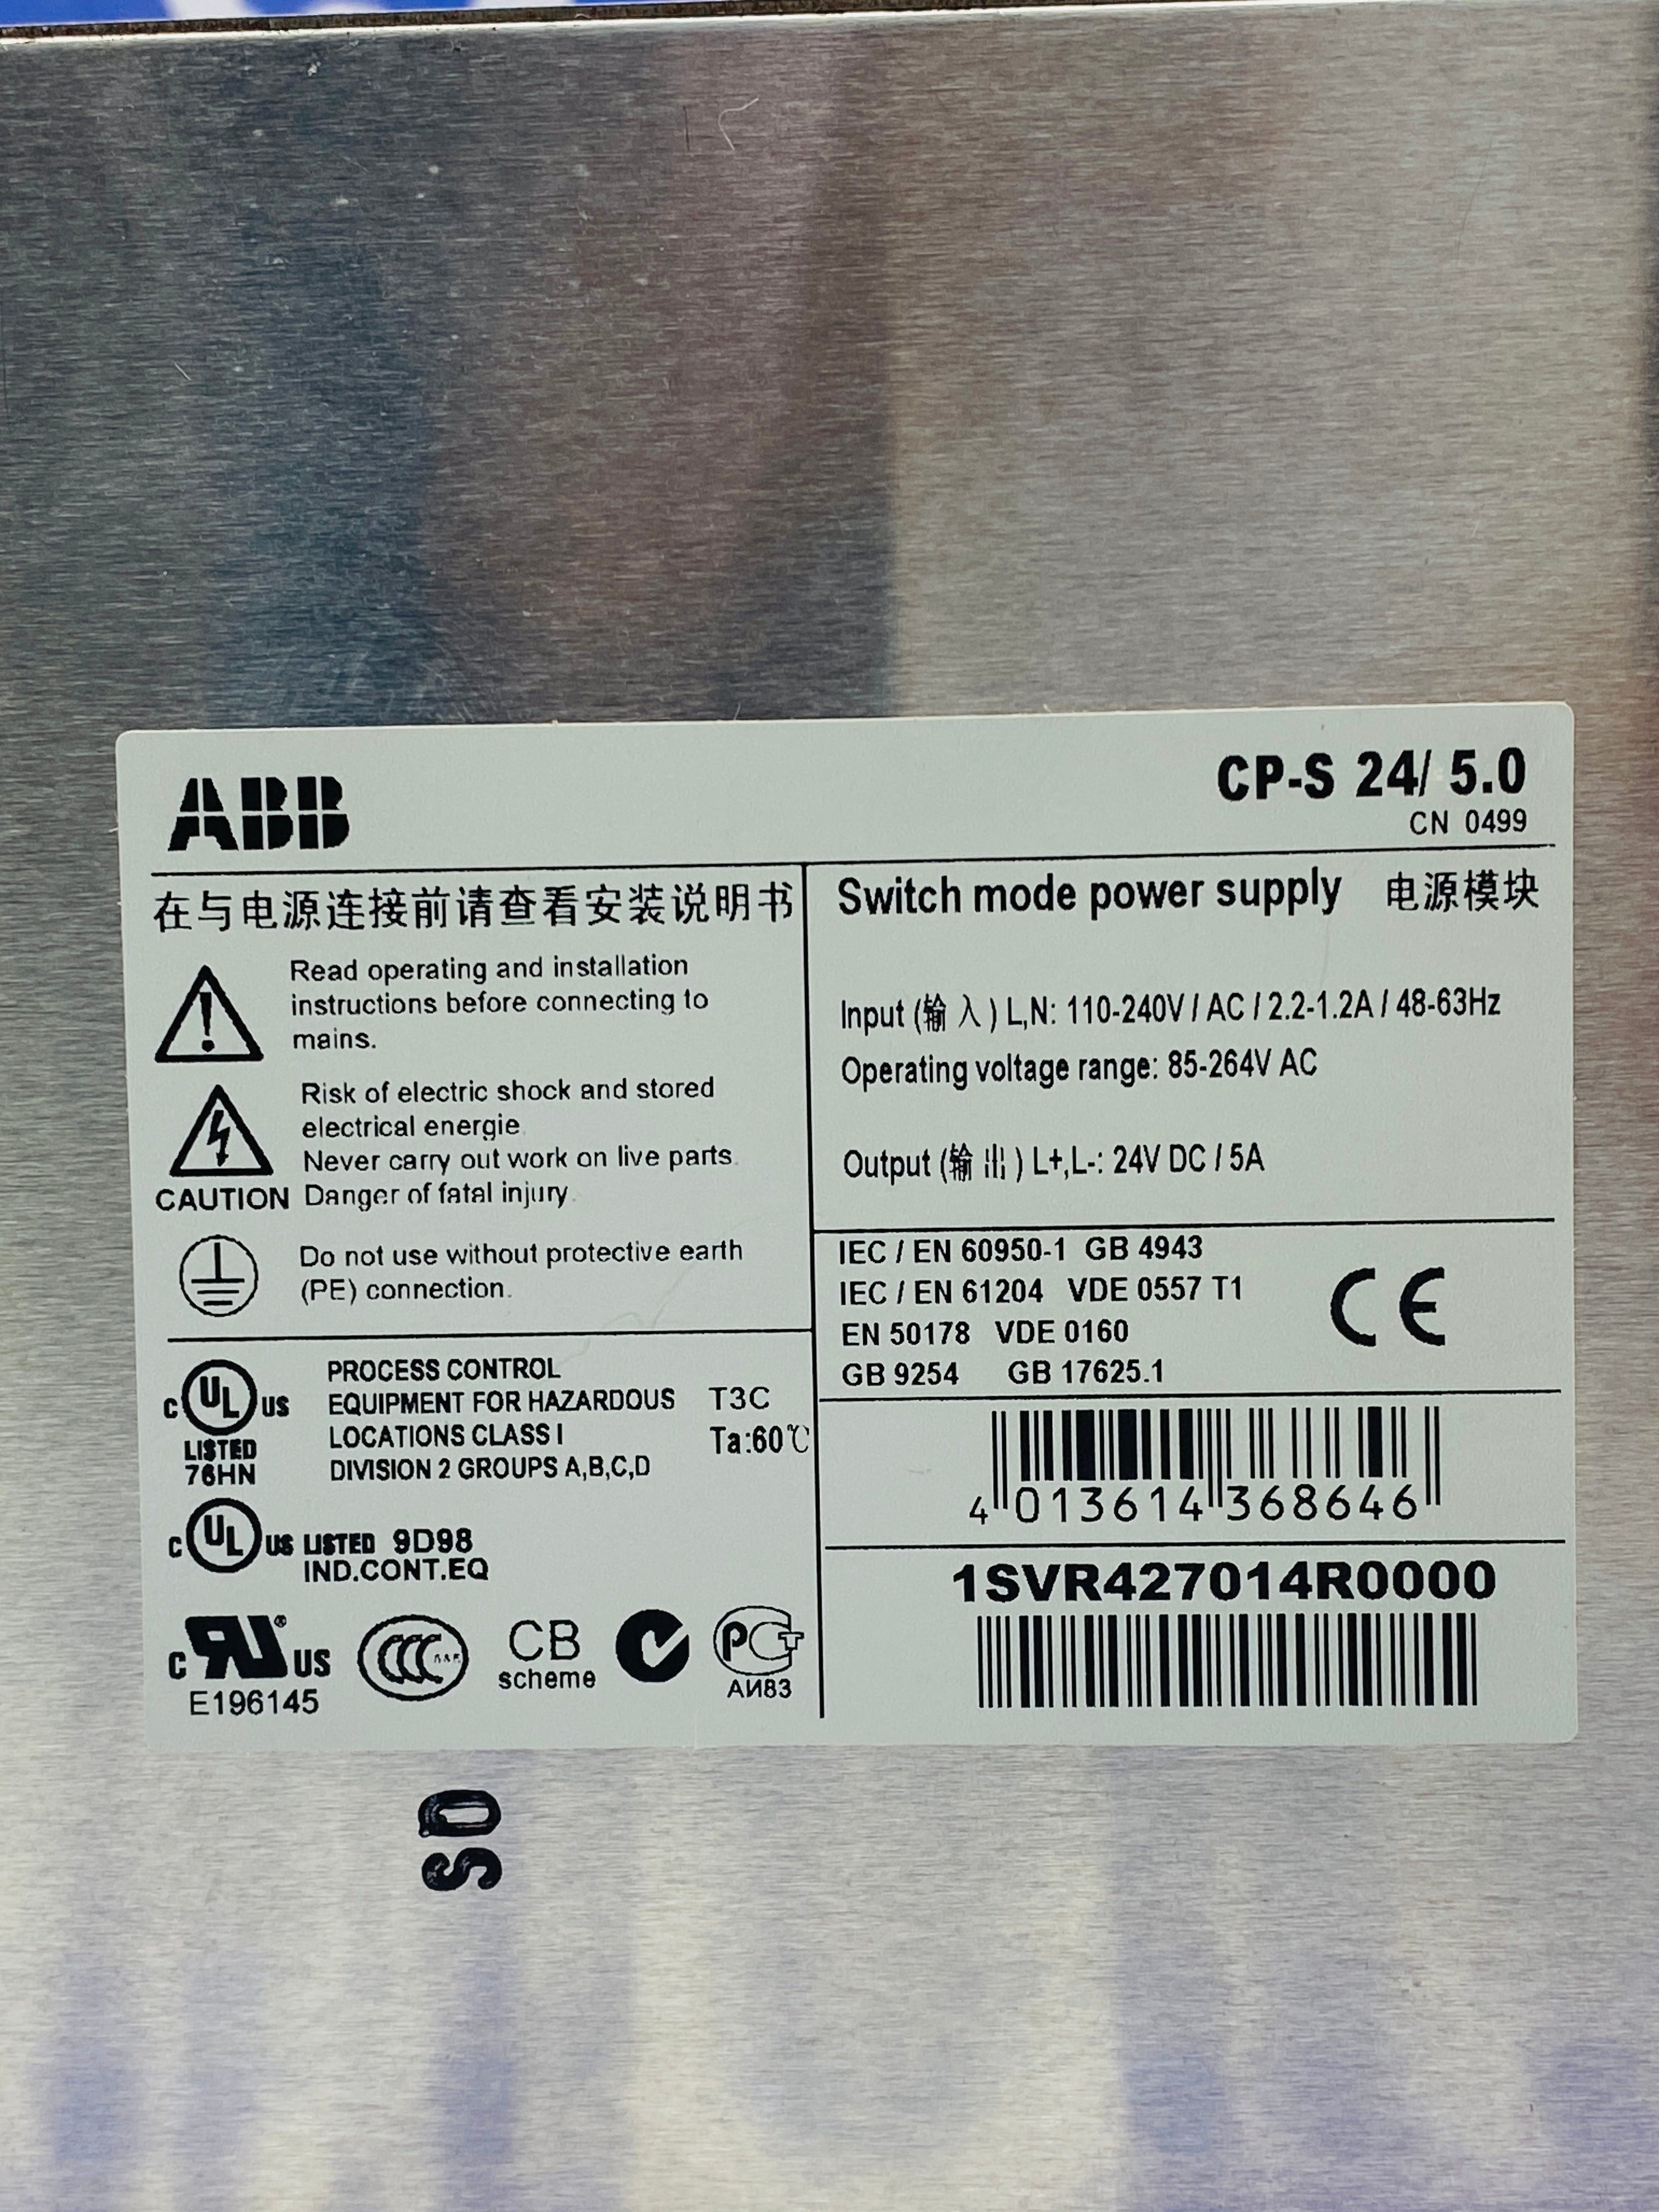 ABB
CP-S 24/ 5.0
CN 0499
在与电源连接前请查看安装说明书
Read operating and installation
instructions before connecting to
mains.
Risk of electric shock and stored
electrical energie
Never carry out work on live parts.
CAUTION Danger of fatal injury.
Do not use without protective earth
(PE) connection.
Switch mode power supply 电源模块
Input (输入) L,N: 110-240V / AC / 2.2-1.2A / 48-63Hz
Operating voltage range: 85-264V AC
Output (输出) L+,L-: 24V DC / 5A
IEC / EN 60950-1 GB 4943
IEC / EN 61204 VDE 0557 T1
EN 50178 VDE 0160
GB 9254 GB 17625.1
CE
C UL US
LISTED
76HN
PROCESS CONTROL
EQUIPMENT FOR HAZARDOUS T3C
LOCATIONS CLASS I Ta:60℃
DIVISION 2 GROUPS A,B,C,D
C UL US LISTED 9D98
IND.CONT.EQ
C RU® US
E196145
CCC
CB
scheme
РСТ
АИ83
4 013614 368646
1SVR427014R0000
SD